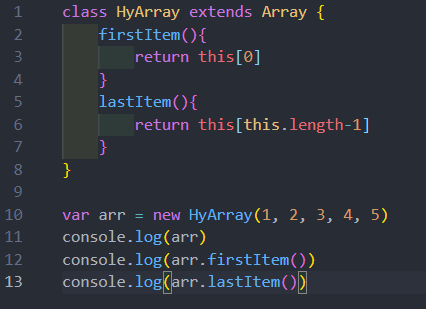 1 class HyArray extends Array {
2     firstItem(){
3         return this[0]
4     }
5     lastItem(){
6         return this[this.length-1]
7     }
8 }
9
10 var arr = new HyArray(1, 2, 3, 4, 5)
11 console.log(arr)
12 console.log(arr.firstItem())
13 console.log(arr.lastItem())